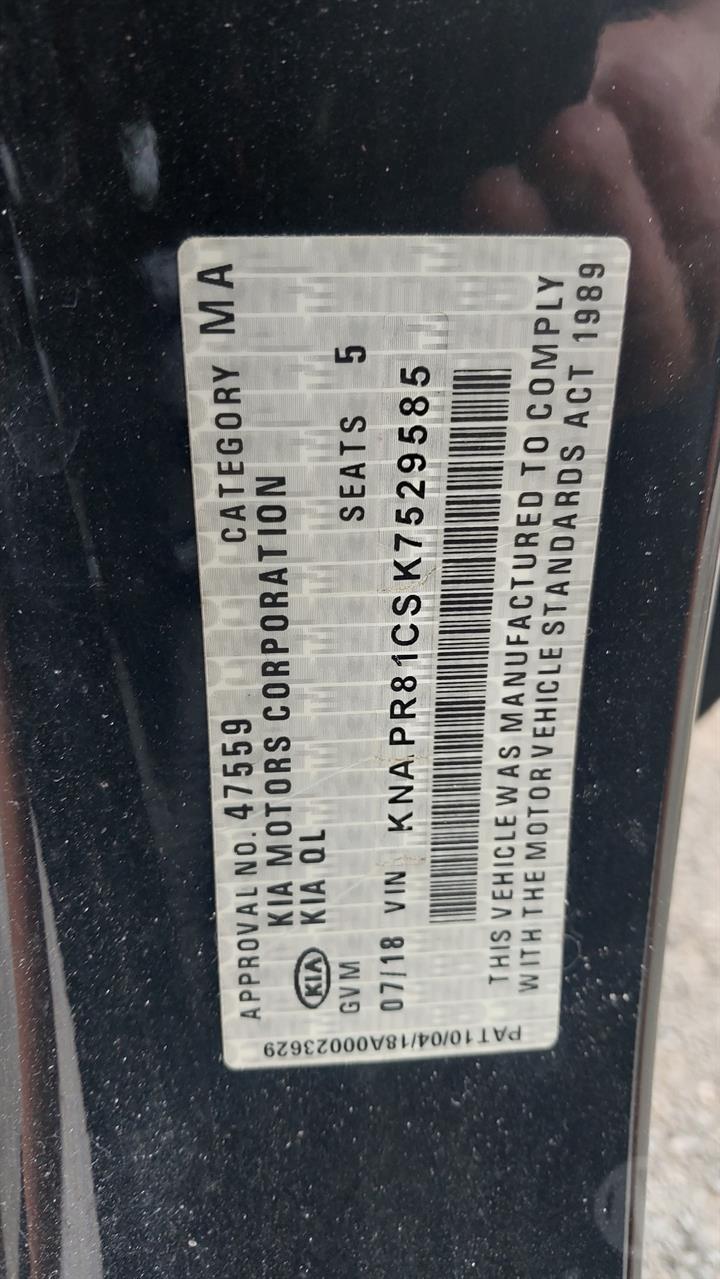 APPROVAL NO. 47559 CATEGORY MA
KIA MOTORS CORPORATION
KIA QL
KIA
GVM SEATS 5
07/18 VIN KNAPR81CSK7529585
THIS VEHICLE WAS MANUFACTURED TO COMPLY
WITH THE MOTOR VEHICLE STANDARDS ACT 1989
PAT10/04/18A00023629